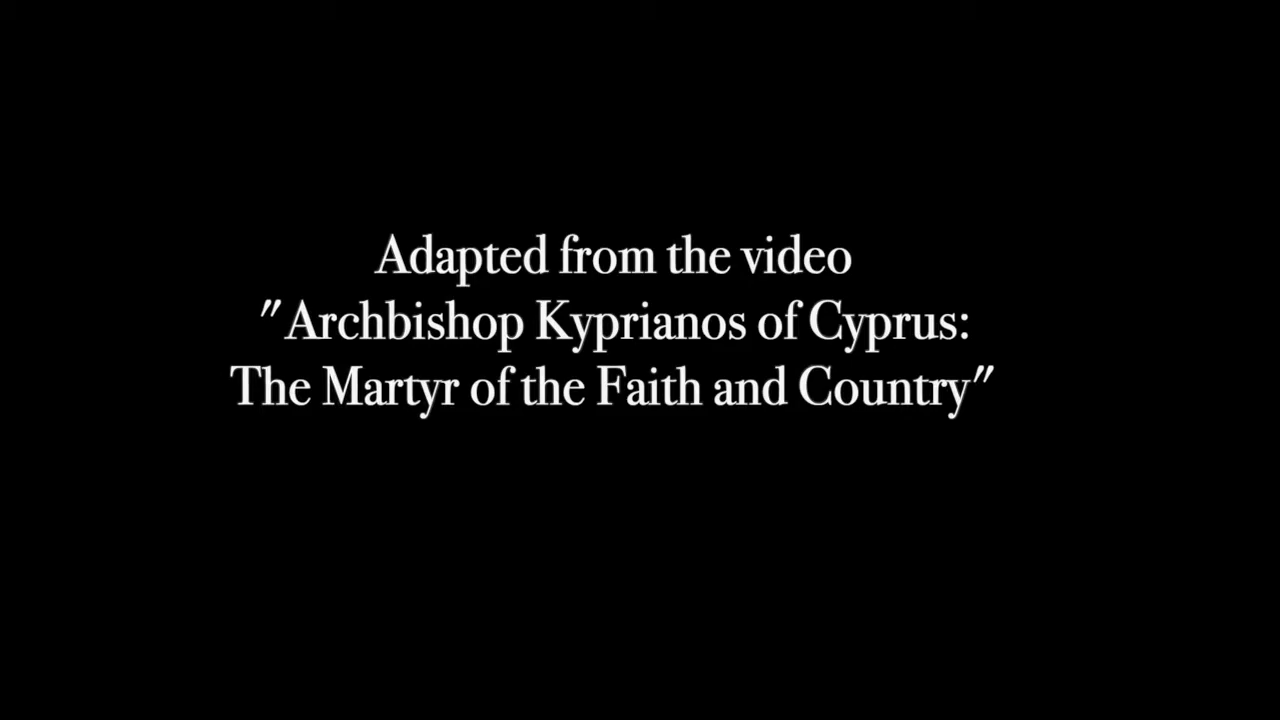 Adapted from the video
"Archbishop Kyprianos of Cyprus:
The Martyr of the Faith and Country"